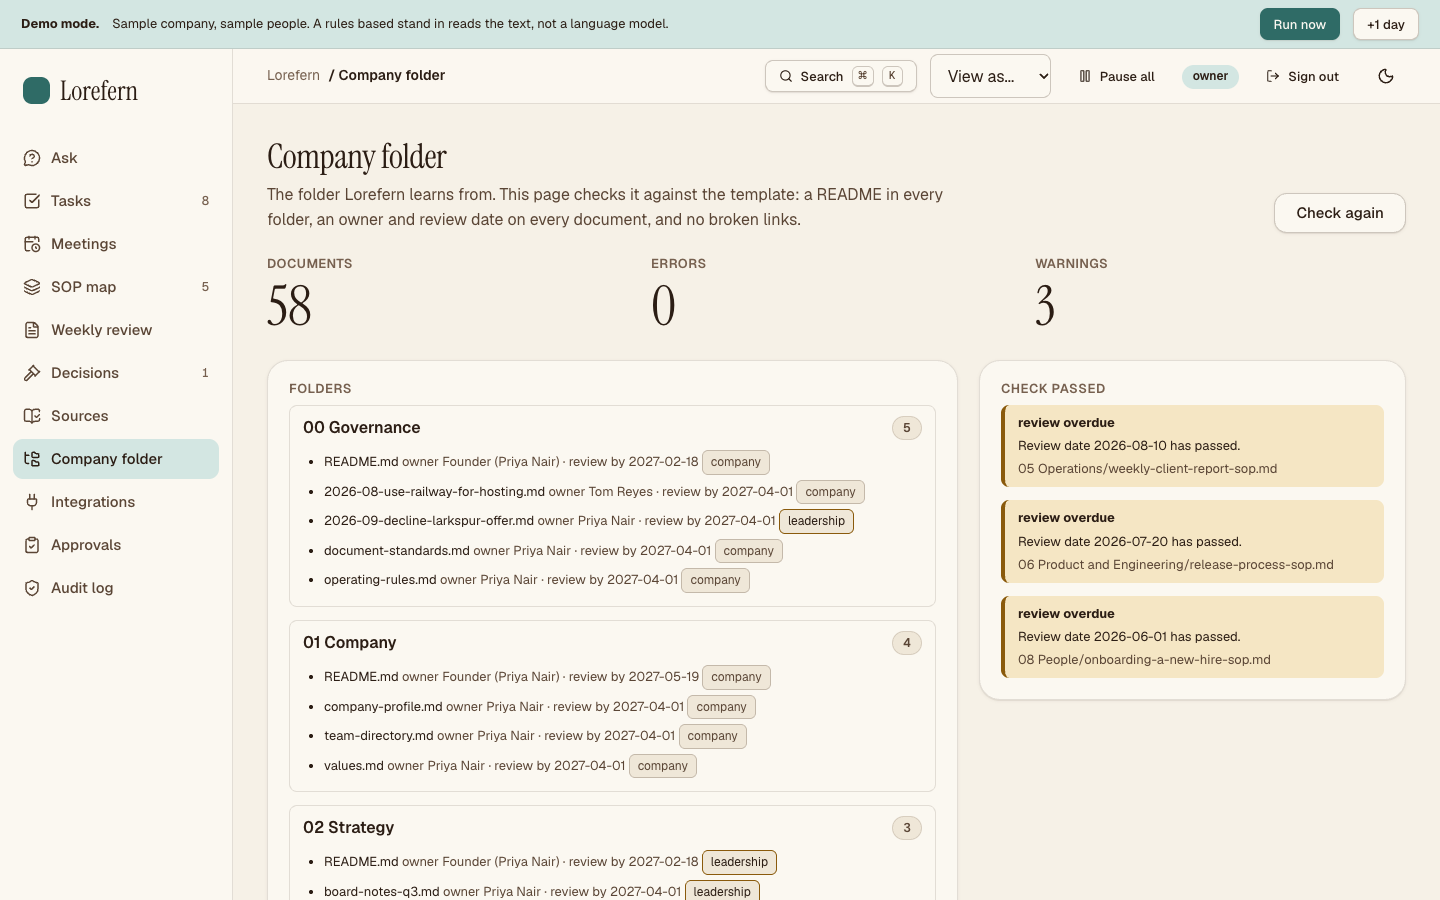 Demo mode. Sample company, sample people. A rules based stand in reads the text, not a language model.
Run now
+1 day
Lorefern
Lorefern / Company folder
Search ⌘ K
View as...
Pause all
owner
Sign out
Ask
Tasks 8
Meetings
SOP map 5
Weekly review
Decisions 1
Sources
Company folder
Integrations
Approvals
Audit log
Company folder
The folder Lorefern learns from. This page checks it against the template: a README in every
folder, an owner and review date on every document, and no broken links.
Check again
DOCUMENTS
58
ERRORS
0
WARNINGS
3
FOLDERS
00 Governance 5
README.md owner Founder (Priya Nair) · review by 2027-02-18 company
2026-08-use-railway-for-hosting.md owner Tom Reyes · review by 2027-04-01 company
2026-09-decline-larkspur-offer.md owner Priya Nair · review by 2027-04-01 leadership
document-standards.md owner Priya Nair · review by 2027-04-01 company
operating-rules.md owner Priya Nair · review by 2027-04-01 company
01 Company 4
README.md owner Founder (Priya Nair) · review by 2027-05-19 company
company-profile.md owner Priya Nair · review by 2027-04-01 company
team-directory.md owner Priya Nair · review by 2027-04-01 company
values.md owner Priya Nair · review by 2027-04-01 company
02 Strategy 3
README.md owner Founder (Priya Nair) · review by 2027-02-18 leadership
board-notes-q3.md owner Priya Nair · review by 2027-04-01 leadership
CHECK PASSED
review overdue
Review date 2026-08-10 has passed.
05 Operations/weekly-client-report-sop.md
review overdue
Review date 2026-07-20 has passed.
06 Product and Engineering/release-process-sop.md
review overdue
Review date 2026-06-01 has passed.
08 People/onboarding-a-new-hire-sop.md